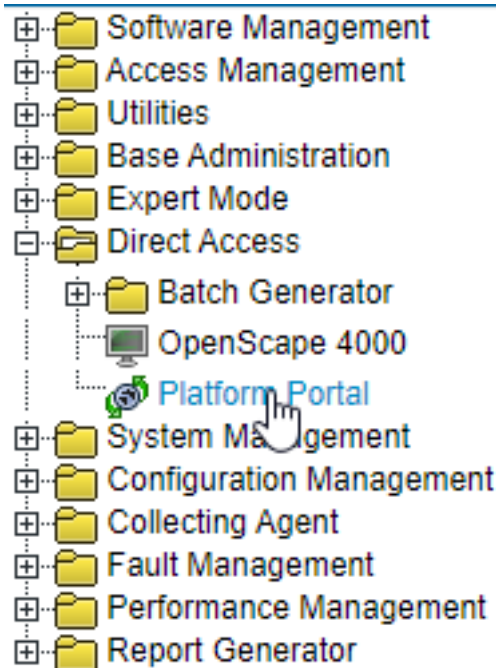 Software Management
Access Management
Utilities
Base Administration
Expert Mode
Direct Access
Batch Generator
OpenScape 4000
Platform Portal
System Management
Configuration Management
Collecting Agent
Fault Management
Performance Management
Report Generator